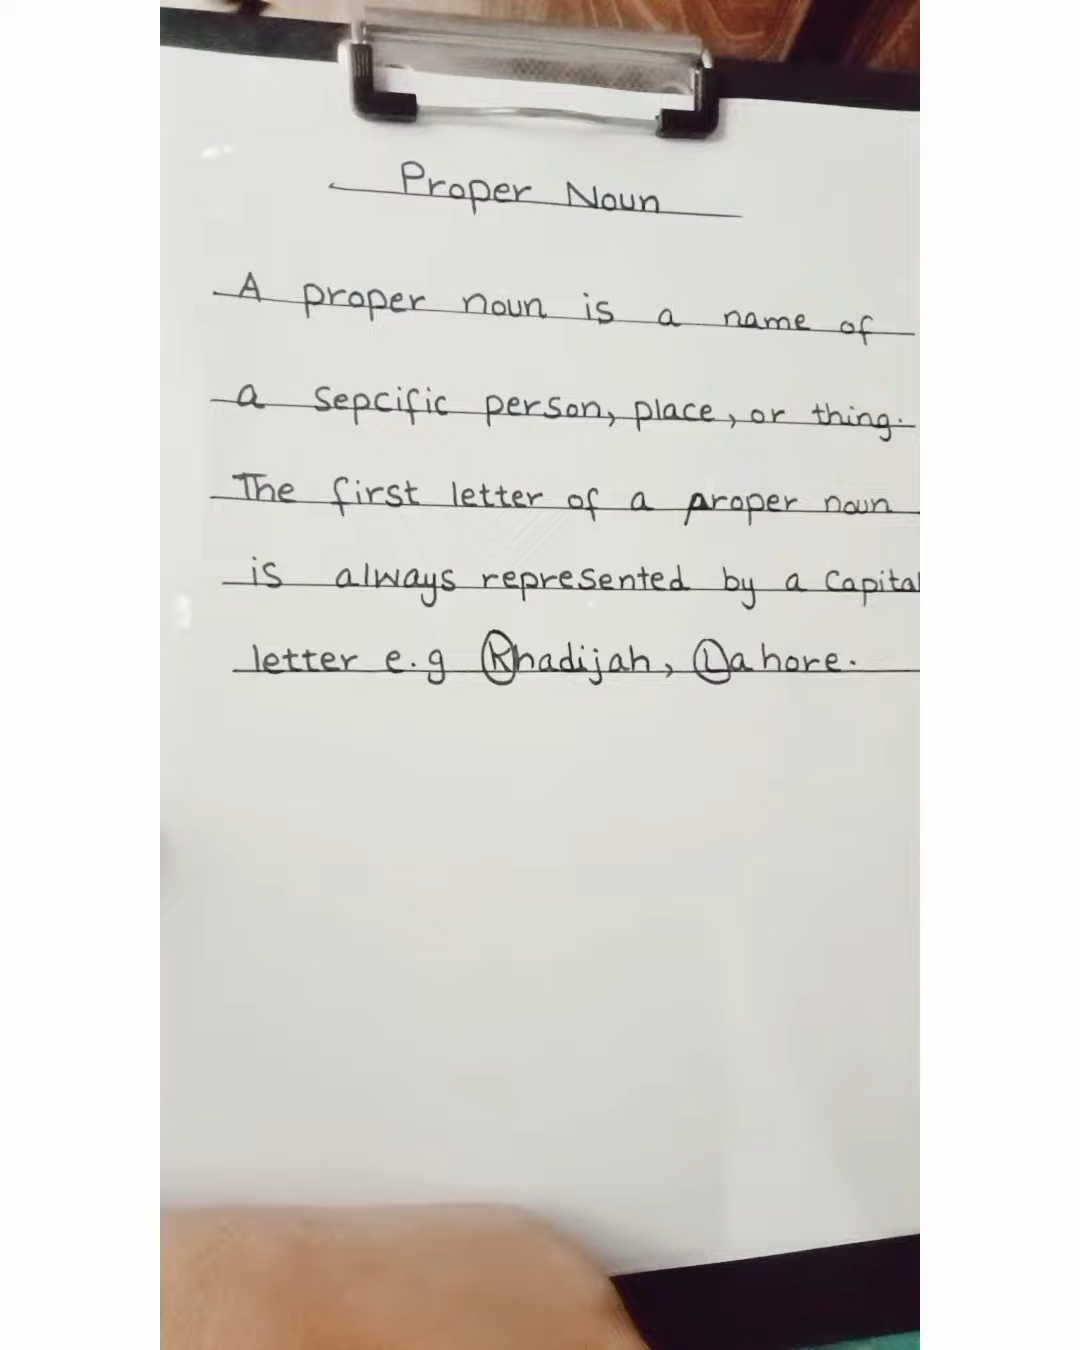 Proper Noun
A proper noun is a name of
a sepcific person, place, or thing.
The first letter of a proper noun
is always represented by a Capital
letter e.g Khadijah, Lahore.